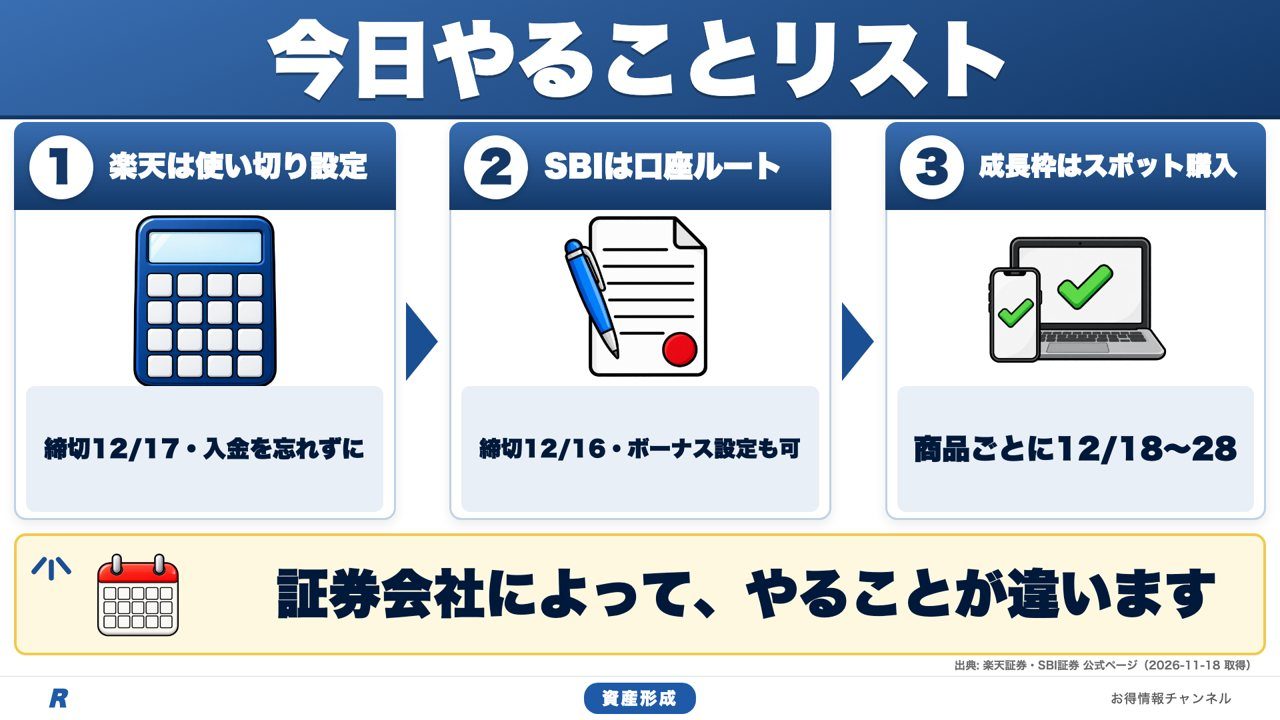 今日やることリスト
1 楽天は使い切り設定
締切12/17・入金を忘れずに
2 SBIは口座ルート
締切12/16・ボーナス設定も可
3 成長枠はスポット購入
商品ごとに12/18〜28
証券会社によって、やることが違います
出典: 楽天証券・SBI証券 公式ページ（2026-11-18 取得）
R
資産形成
お得情報チャンネル